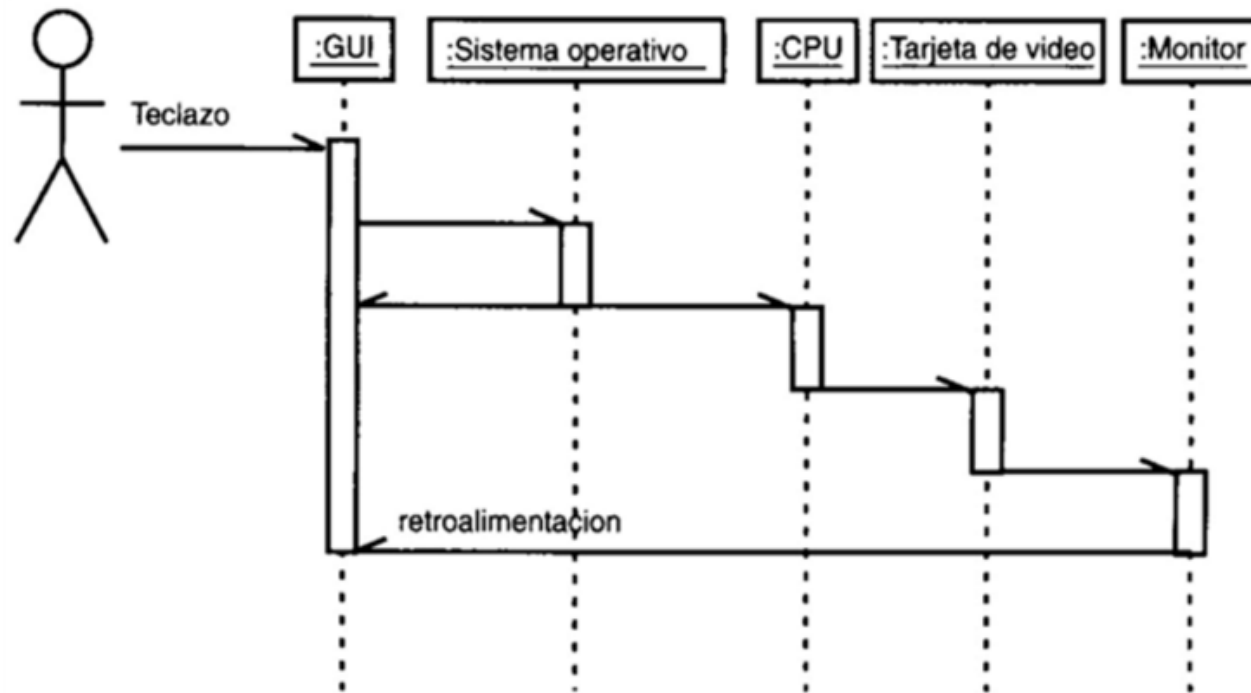 :GUI
:Sistema operativo
:CPU
:Tarjeta de video
:Monitor
Teclazo
retroalimentacion